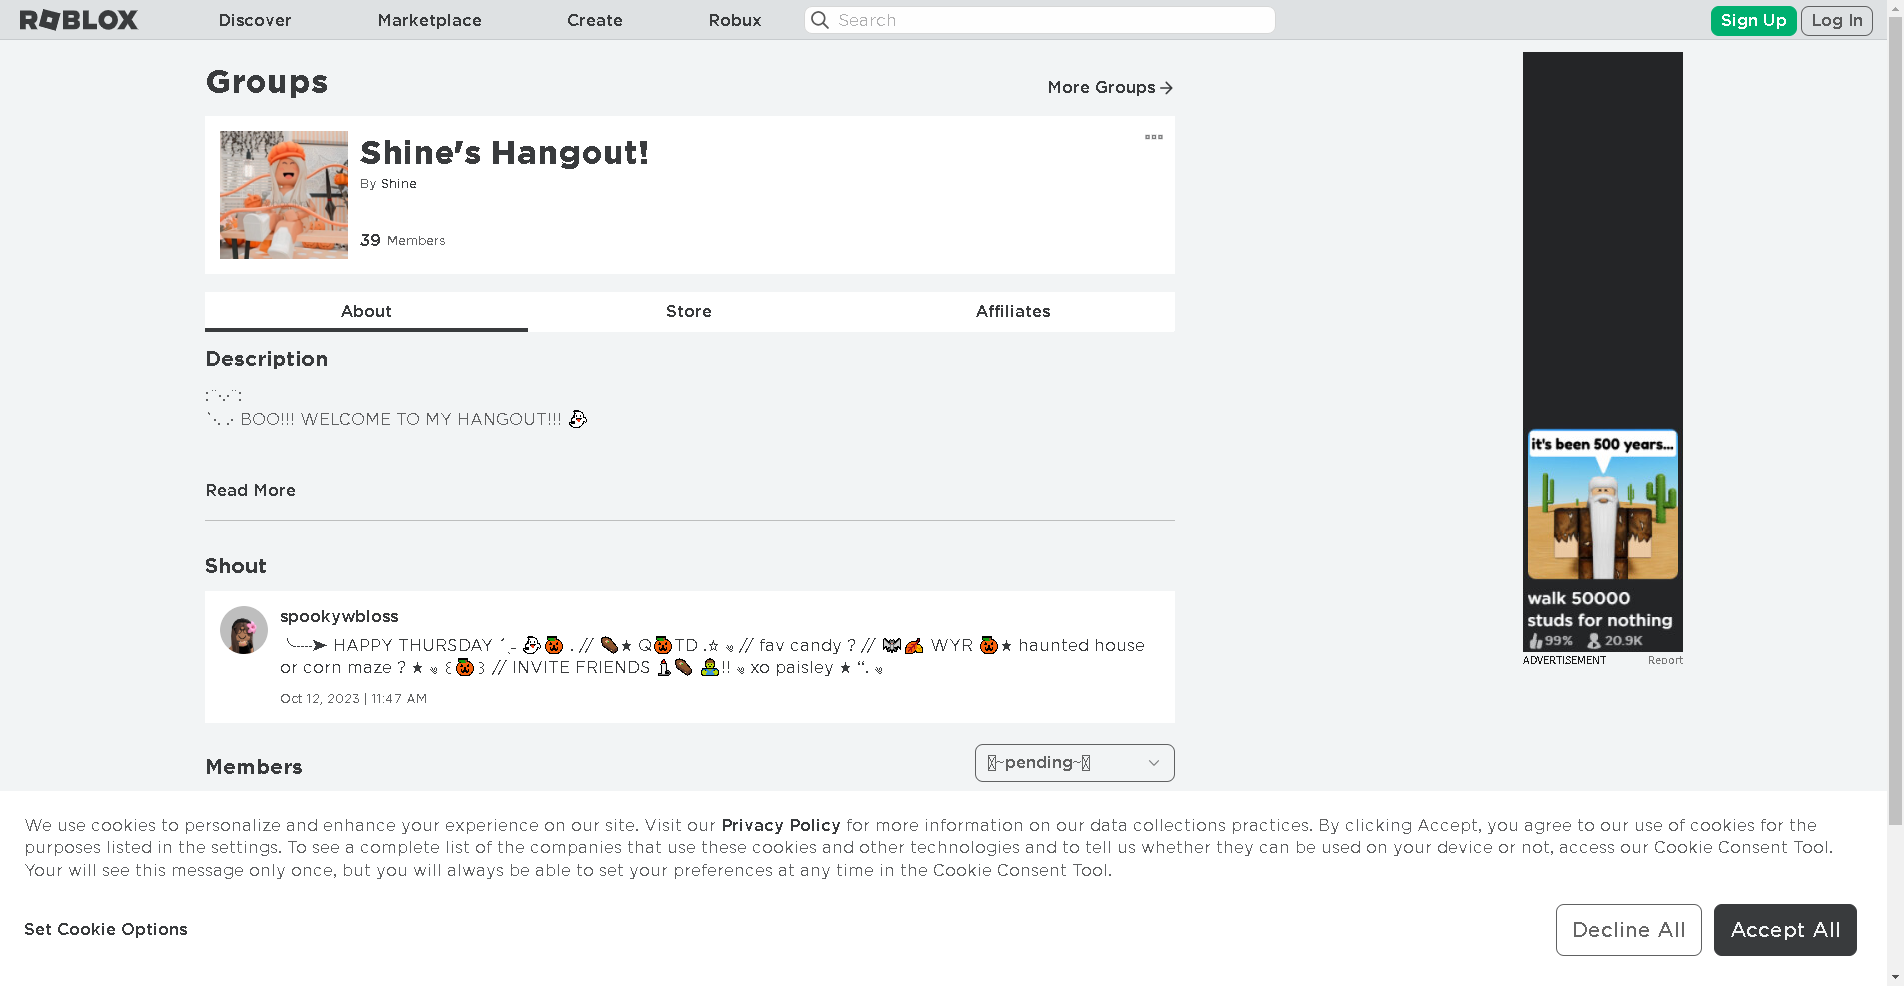 ROBLOX Discover Marketplace Create Robux Search Sign Up Log In
Groups
More Groups
Shine's Hangout!
By Shine
39 Members
About Store Affiliates
Description
:¨·.·¨:
`·. .· BOO!!! WELCOME TO MY HANGOUT!!! 👻
Read More
Shout
spookywbloss
╰┈➤ HAPPY THURSDAY ´ˎ˗ 👻🎃 . // ⚰️★ Q🎃TD .☆ ఌ // fav candy ? // 🦇🍂 WYR 🎃★ haunted house
or corn maze ? ★ ఌ ꒰🎃꒱ // INVITE FRIENDS 🕯️⚰️ 🧟!! ఌ xo paisley ★ “. ఌ
Oct 12, 2023 | 11:47 AM
Members
~pending~
it's been 500 years...
walk 50000
studs for nothing
99% 20.9K
ADVERTISEMENT Report
We use cookies to personalize and enhance your experience on our site. Visit our Privacy Policy for more information on our data collections practices. By clicking Accept, you agree to our use of cookies for the
purposes listed in the settings. To see a complete list of the companies that use these cookies and other technologies and to tell us whether they can be used on your device or not, access our Cookie Consent Tool.
Your will see this message only once, but you will always be able to set your preferences at any time in the Cookie Consent Tool.
Set Cookie Options
Decline All Accept All